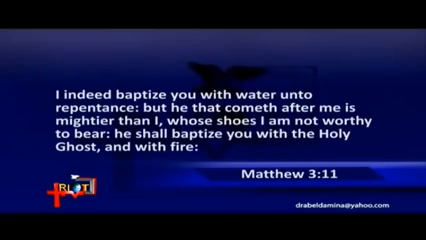 I indeed baptize you with water unto
repentance: but he that cometh after me is
mightier than I, whose shoes I am not worthy
to bear: he shall baptize you with the Holy
Ghost, and with fire:
Matthew 3:11
RLOT
TV
drabeldamina@yahoo.com